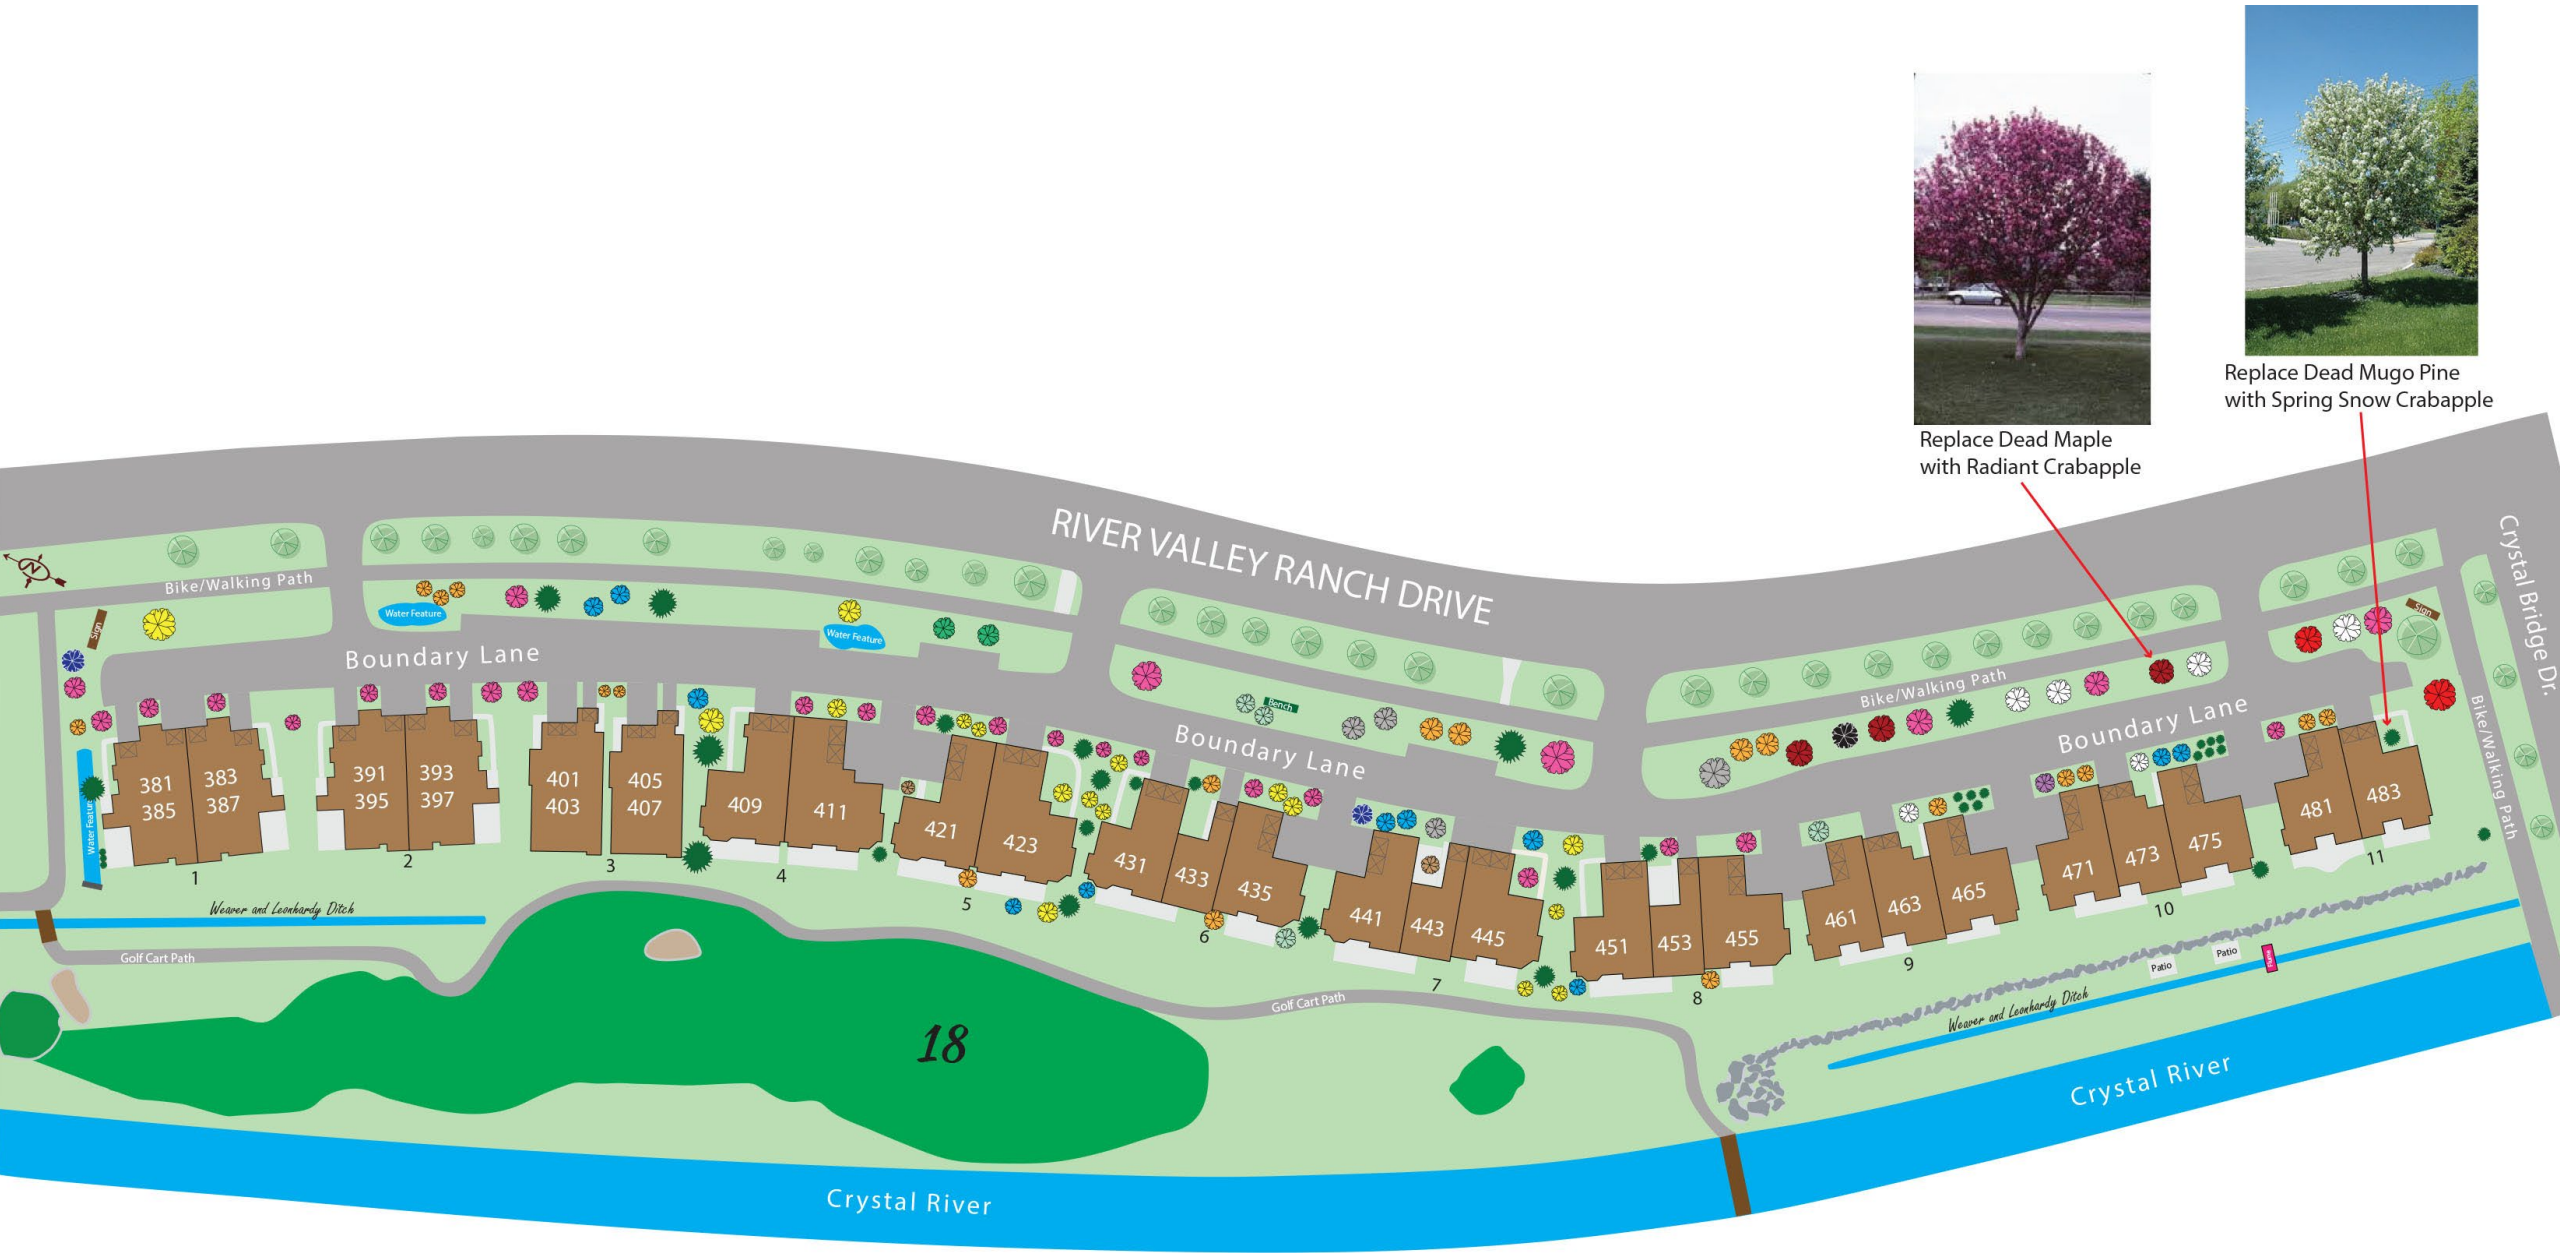 Replace Dead Mugo Pine
with Spring Snow Crabapple
Replace Dead Maple
with Radiant Crabapple
RIVER VALLEY RANCH DRIVE
Crystal Bridge Dr.
N
Bike/Walking Path
Sign
Water Feature
Water Feature
Boundary Lane
Bench
Boundary Lane
Bike/Walking Path
Boundary Lane
Sign
Bike/Walking Path
Water Feature
381
385
383
387
1
391
395
393
397
2
401
403
405
407
3
409
411
4
421
423
5
431
433
435
6
441
443
445
7
451
453
455
8
461
463
465
9
471
473
475
10
481
483
11
Weaver and Leonhardy Ditch
Golf Cart Path
18
Golf Cart Path
Patio
Patio
Weaver and Leonhardy Ditch
Crystal River
Crystal River